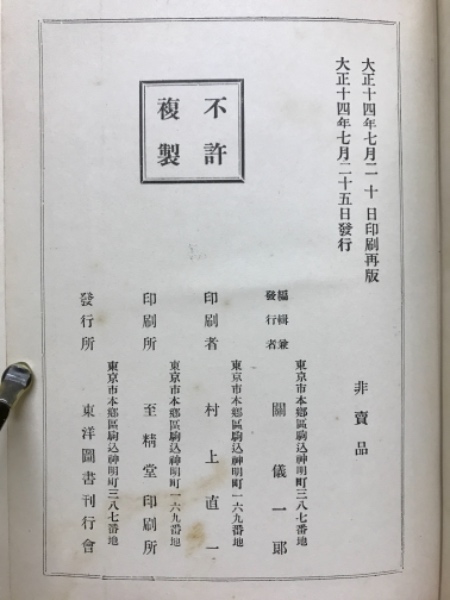 大正十四年七月二十日印刷再版
大正十四年七月二十五日發行
非賣品
不許
複製
編輯兼
發行者
東京市本鄕區駒込神明町三八七番地
關儀一郞
印刷者
東京市本鄕區駒込神明町一六九番地
村上直一
印刷所
東京市本鄕區駒込神明町一六九番地
至精堂印刷所
發行所
東京市本鄕區駒込神明町三八七番地
東洋圖書刊行會